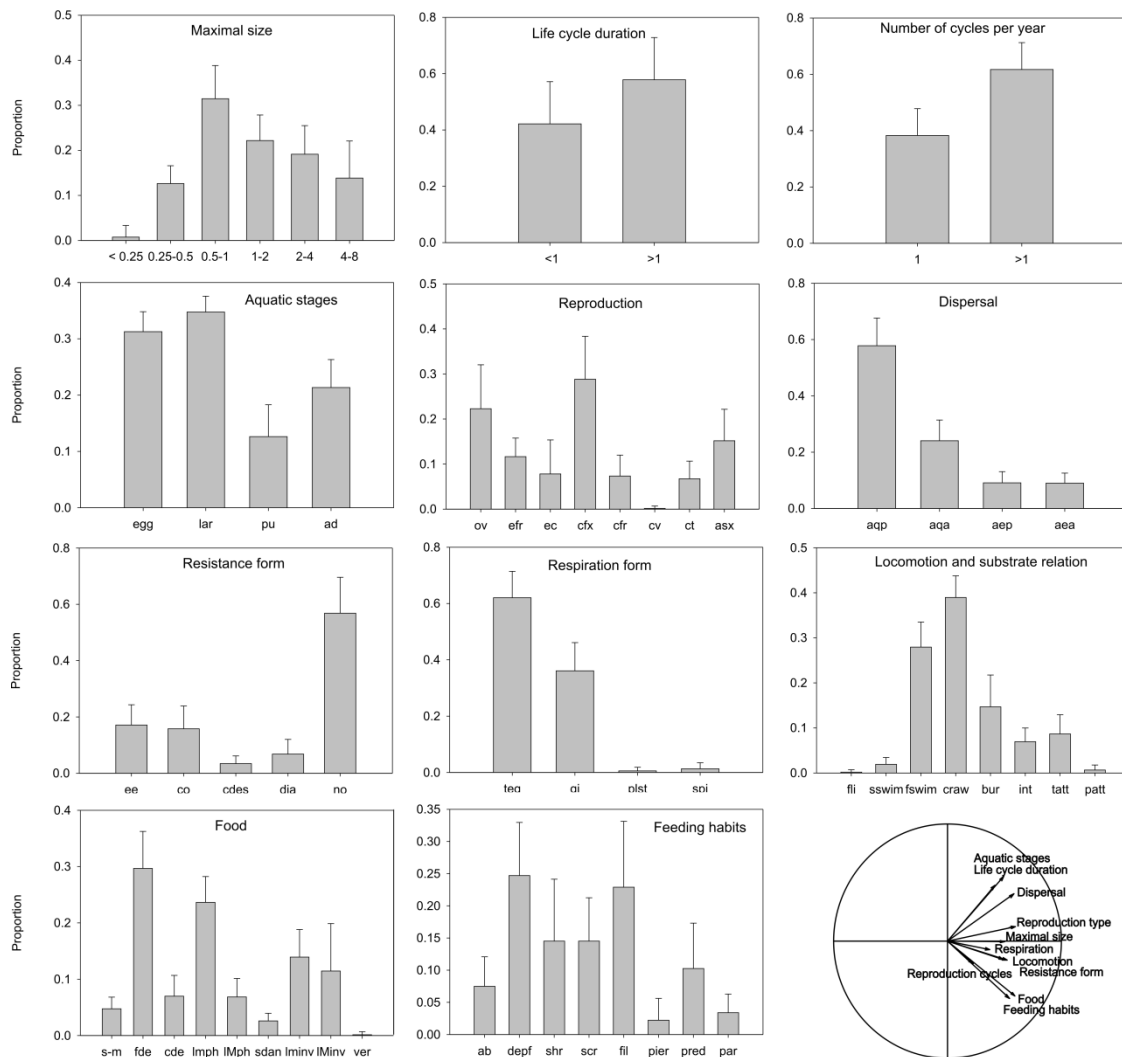 Maximal size
0.5
0.4
0.3
0.2
0.1
0.0
Proportion
< 0.25 0.25-0.5 0.5-1 1-2 2-4 4-8
Life cycle duration
0.8
0.6
0.4
0.2
0.0
<1 >1
Number of cycles per year
0.8
0.6
0.4
0.2
0.0
1 >1
Aquatic stages
0.4
0.3
0.2
0.1
0.0
Proportion
egg lar pu ad
Reproduction
0.5
0.4
0.3
0.2
0.1
0.0
ov efr ec cfx cfr cv ct asx
Dispersal
0.8
0.6
0.4
0.2
0.0
aqp aqa aep aea
Resistance form
0.8
0.6
0.4
0.2
0.0
Proportion
ee co cdes dia no
Respiration form
0.8
0.6
0.4
0.2
0.0
teg gi plst spi
Locomotion and substrate relation
0.5
0.4
0.3
0.2
0.1
0.0
fli sswim fswim craw bur int tatt patt
Food
0.4
0.3
0.2
0.1
0.0
Proportion
s-m fde cde lmph lMph sdan lminv lMinv ver
Feeding habits
0.35
0.30
0.25
0.20
0.15
0.10
0.05
0.00
ab depf shr scr fil pier pred par
Aquatic stages
Life cycle duration
Dispersal
Reproduction type
Maximal size
Respiration
Locomotion
Reproduction cycles
Resistance form
Food
Feeding habits